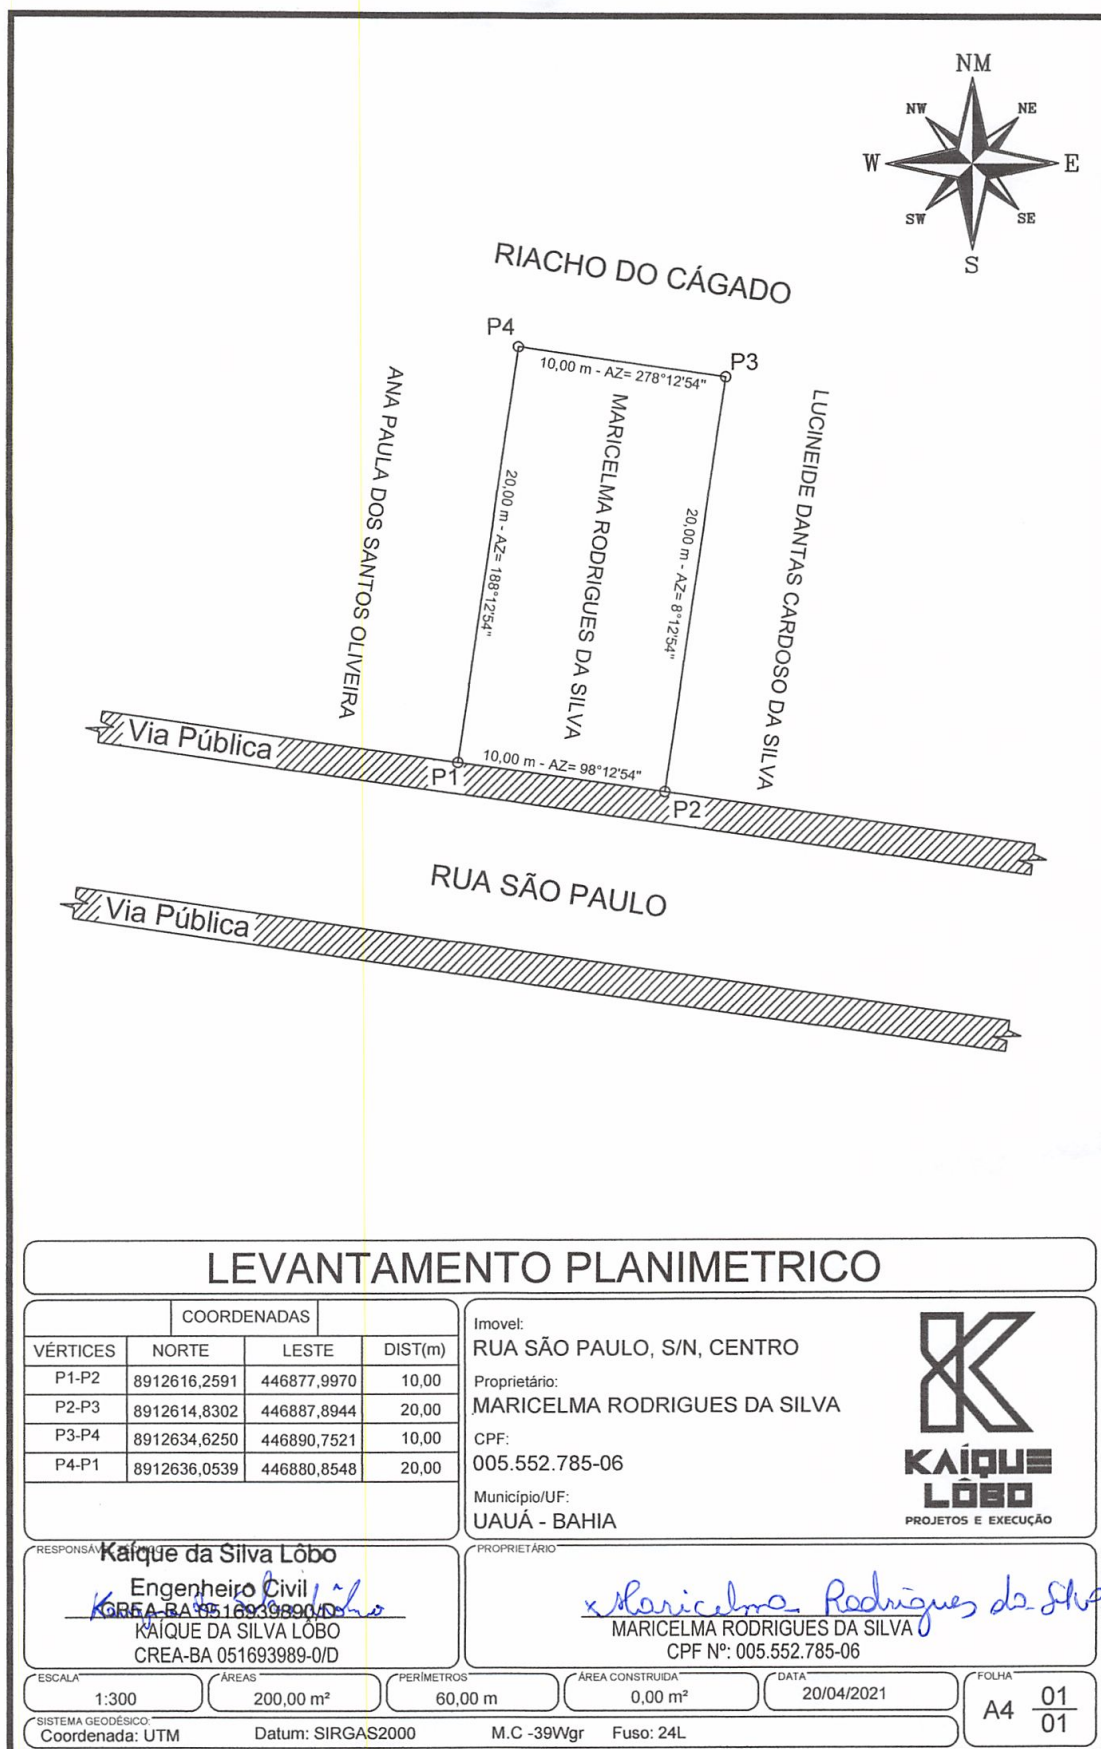 NM
NW
NE
W
E
SW
SE
S
RIACHO DO CÁGADO
P4
P3
10,00 m - AZ= 278°12'54"
ANA PAULA DOS SANTOS OLIVEIRA
20,00 m - AZ= 188°12'54"
MARICELMA RODRIGUES DA SILVA
20,00 m - AZ= 8°12'54"
LUCINEIDE DANTAS CARDOSO DA SILVA
Via Pública
P1
10,00 m - AZ= 98°12'54"
P2
RUA SÃO PAULO
Via Pública
LEVANTAMENTO PLANIMETRICO
COORDENADAS
VÉRTICES NORTE LESTE DIST(m)
P1-P2 8912616,2591 446877,9970 10,00
P2-P3 8912614,8302 446887,8944 20,00
P3-P4 8912634,6250 446890,7521 10,00
P4-P1 8912636,0539 446880,8548 20,00
Imovel:
RUA SÃO PAULO, S/N, CENTRO
Proprietário:
MARICELMA RODRIGUES DA SILVA
CPF:
005.552.785-06
Município/UF:
UAUÁ - BAHIA
KAÍQUE
LÔBO
PROJETOS E EXECUÇÃO
Kaíque da Silva Lôbo
Engenheiro Civil
CREA-BA 0516939890/D
KAÍQUE DA SILVA LÔBO
CREA-BA 051693989-0/D
PROPRIETÁRIO
x Maricelma Rodrigues da Silva
MARICELMA RODRIGUES DA SILVA
CPF Nº: 005.552.785-06
ESCALA
1:300
ÁREAS
200,00 m²
PERÍMETROS
60,00 m
ÁREA CONSTRUIDA
0,00 m²
DATA
20/04/2021
FOLHA
A4 01
01
SISTEMA GEODÉSICO:
Coordenada: UTM Datum: SIRGAS2000 M.C -39Wgr Fuso: 24L